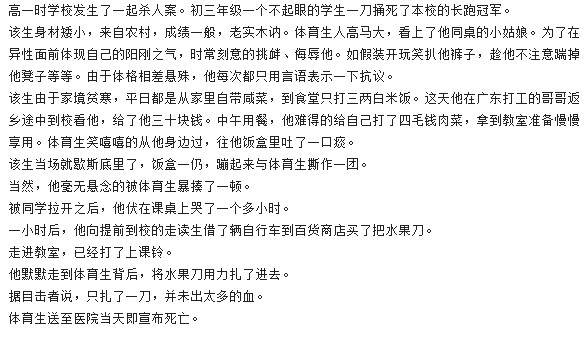 高一时学校发生了一起杀人案。初三年级一个不起眼的学生一刀捅死了本校的长跑冠军。
该生身材矮小，来自农村，成绩一般，老实木讷。体育生人高马大，看上了他同桌的小姑娘。为了在
异性面前体现自己的阳刚之气，时常刻意的挑衅、侮辱他。如假装开玩笑扒他裤子，趁他不注意踹掉
他凳子等等。由于体格相差悬殊，他每次都只用言语表示一下抗议。
该生由于家境贫寒，平日都是从家里自带咸菜，到食堂只打三两白米饭。这天他在广东打工的哥哥返
乡途中到校看他，给了他三十块钱。中午用餐，他难得的给自己打了四毛钱肉菜，拿到教室准备慢慢
享用。体育生笑嘻嘻的从他身边过，往他饭盒里吐了一口痰。
该生当场就歇斯底里了，饭盒一仍，蹦起来与体育生撕作一团。
当然，他毫无悬念的被体育生暴揍了一顿。
被同学拉开之后，他伏在课桌上哭了一个多小时。
一小时后，他向提前到校的走读生借了辆自行车到百货商店买了把水果刀。
走进教室，已经打了上课铃。
他默默走到体育生背后，将水果刀用力扎了进去。
据目击者说，只扎了一刀，并未出太多的血。
体育生送至医院当天即宣布死亡。